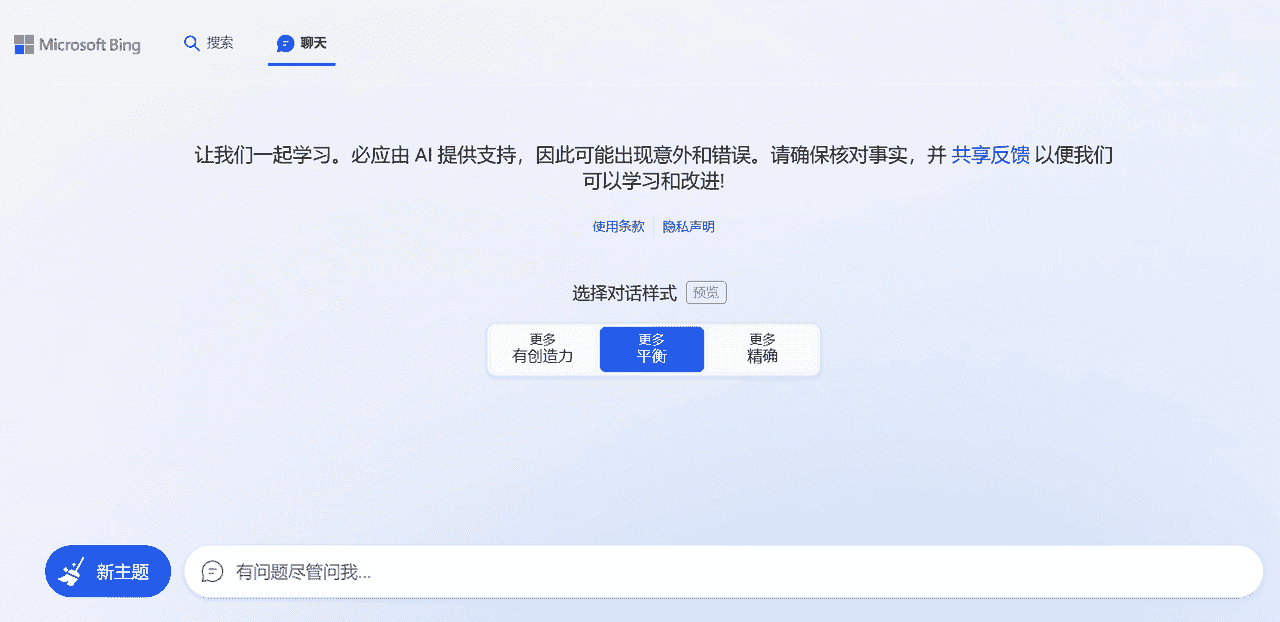 Microsoft Bing
搜索
聊天
让我们一起学习。必应由 AI 提供支持，因此可能出现意外和错误。请确保核对事实，并 共享反馈 以便我们
可以学习和改进!
使用条款 隐私声明
选择对话样式 预览
更多
有创造力
更多
平衡
更多
精确
新主题
有问题尽管问我...